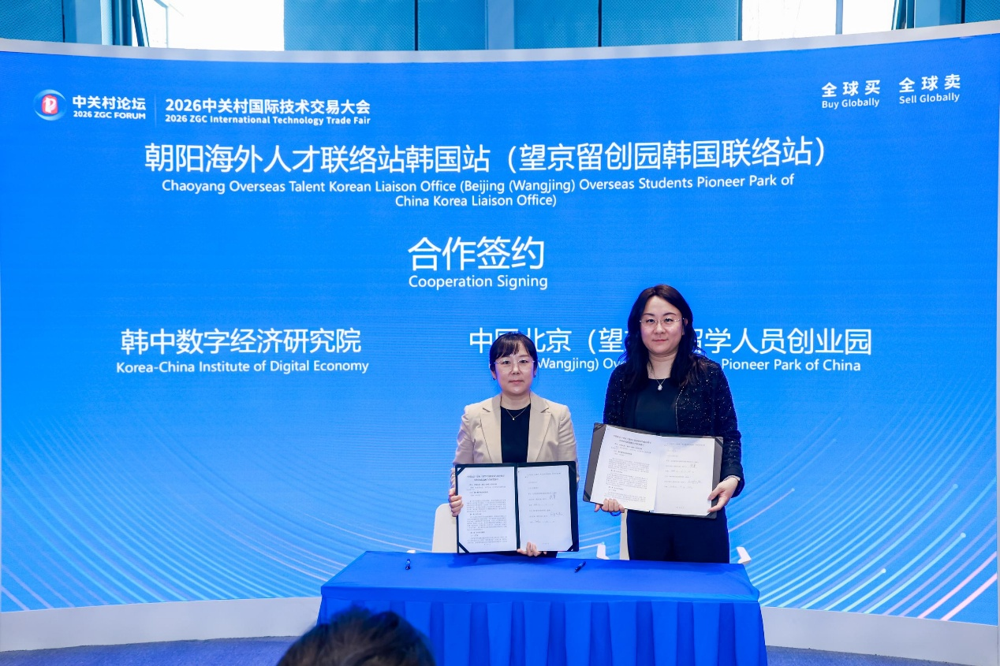 中关村论坛
2026 ZGC FORUM
2026中关村国际技术交易大会
2026 ZGC International Technology Trade Fair
全球买 全球卖
Buy Globally Sell Globally
朝阳海外人才联络站韩国站（望京留创园韩国联络站）
Chaoyang Overseas Talent Korean Liaison Office (Beijing (Wangjing) Overseas Students Pioneer Park of
China Korea Liaison Office)
合作签约
Cooperation Signing
韩中数字经济研究院
Korea-China Institute of Digital Economy
中国北京（望 留学人员创业园
Wangjing) Ov Pioneer Park of China